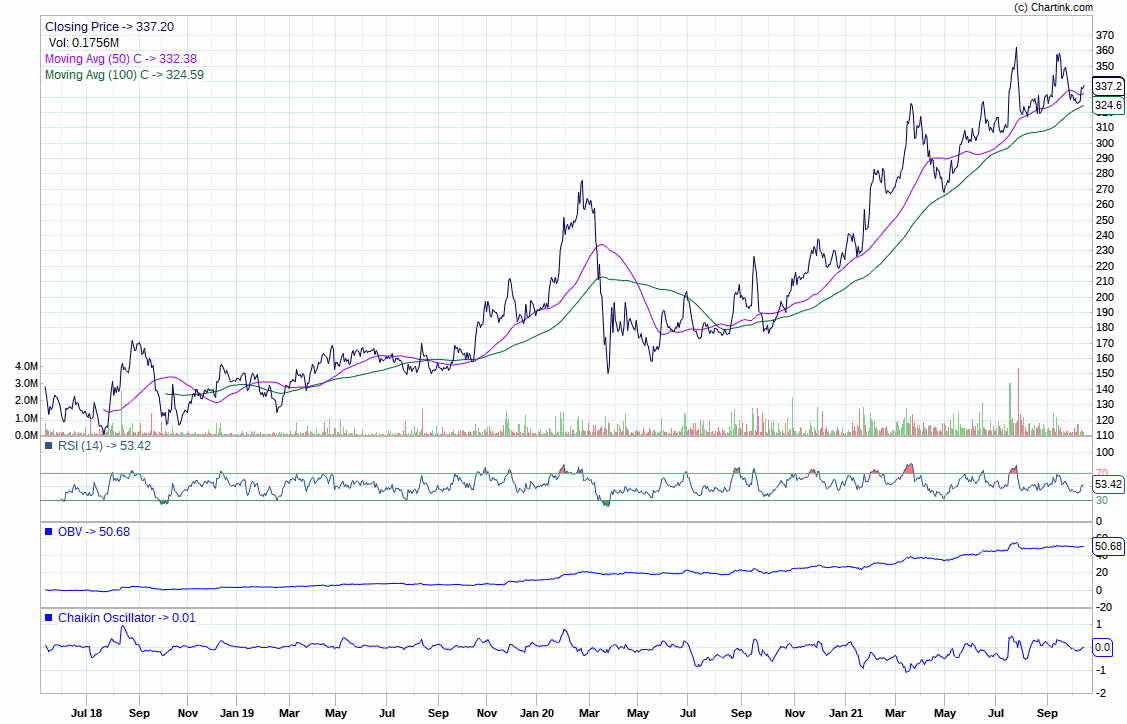 (c) Chartink.com
Closing Price -> 337.20
Vol: 0.1756M
Moving Avg (50) C -> 332.38
Moving Avg (100) C -> 324.59
370
360
350
337.2
324.6
310
300
290
280
270
260
250
240
230
220
210
200
190
180
170
160
150
140
130
120
110
4.0M
3.0M
2.0M
1.0M
0.0M
RSI (14) -> 53.42
100
70
53.42
30
0
OBV -> 50.68
60
50.68
40
20
0
-20
Chaikin Oscillator -> 0.01
1
0.0
-1
-2
Jul 18 Sep Nov Jan 19 Mar May Jul Sep Nov Jan 20 Mar May Jul Sep Nov Jan 21 Mar May Jul Sep